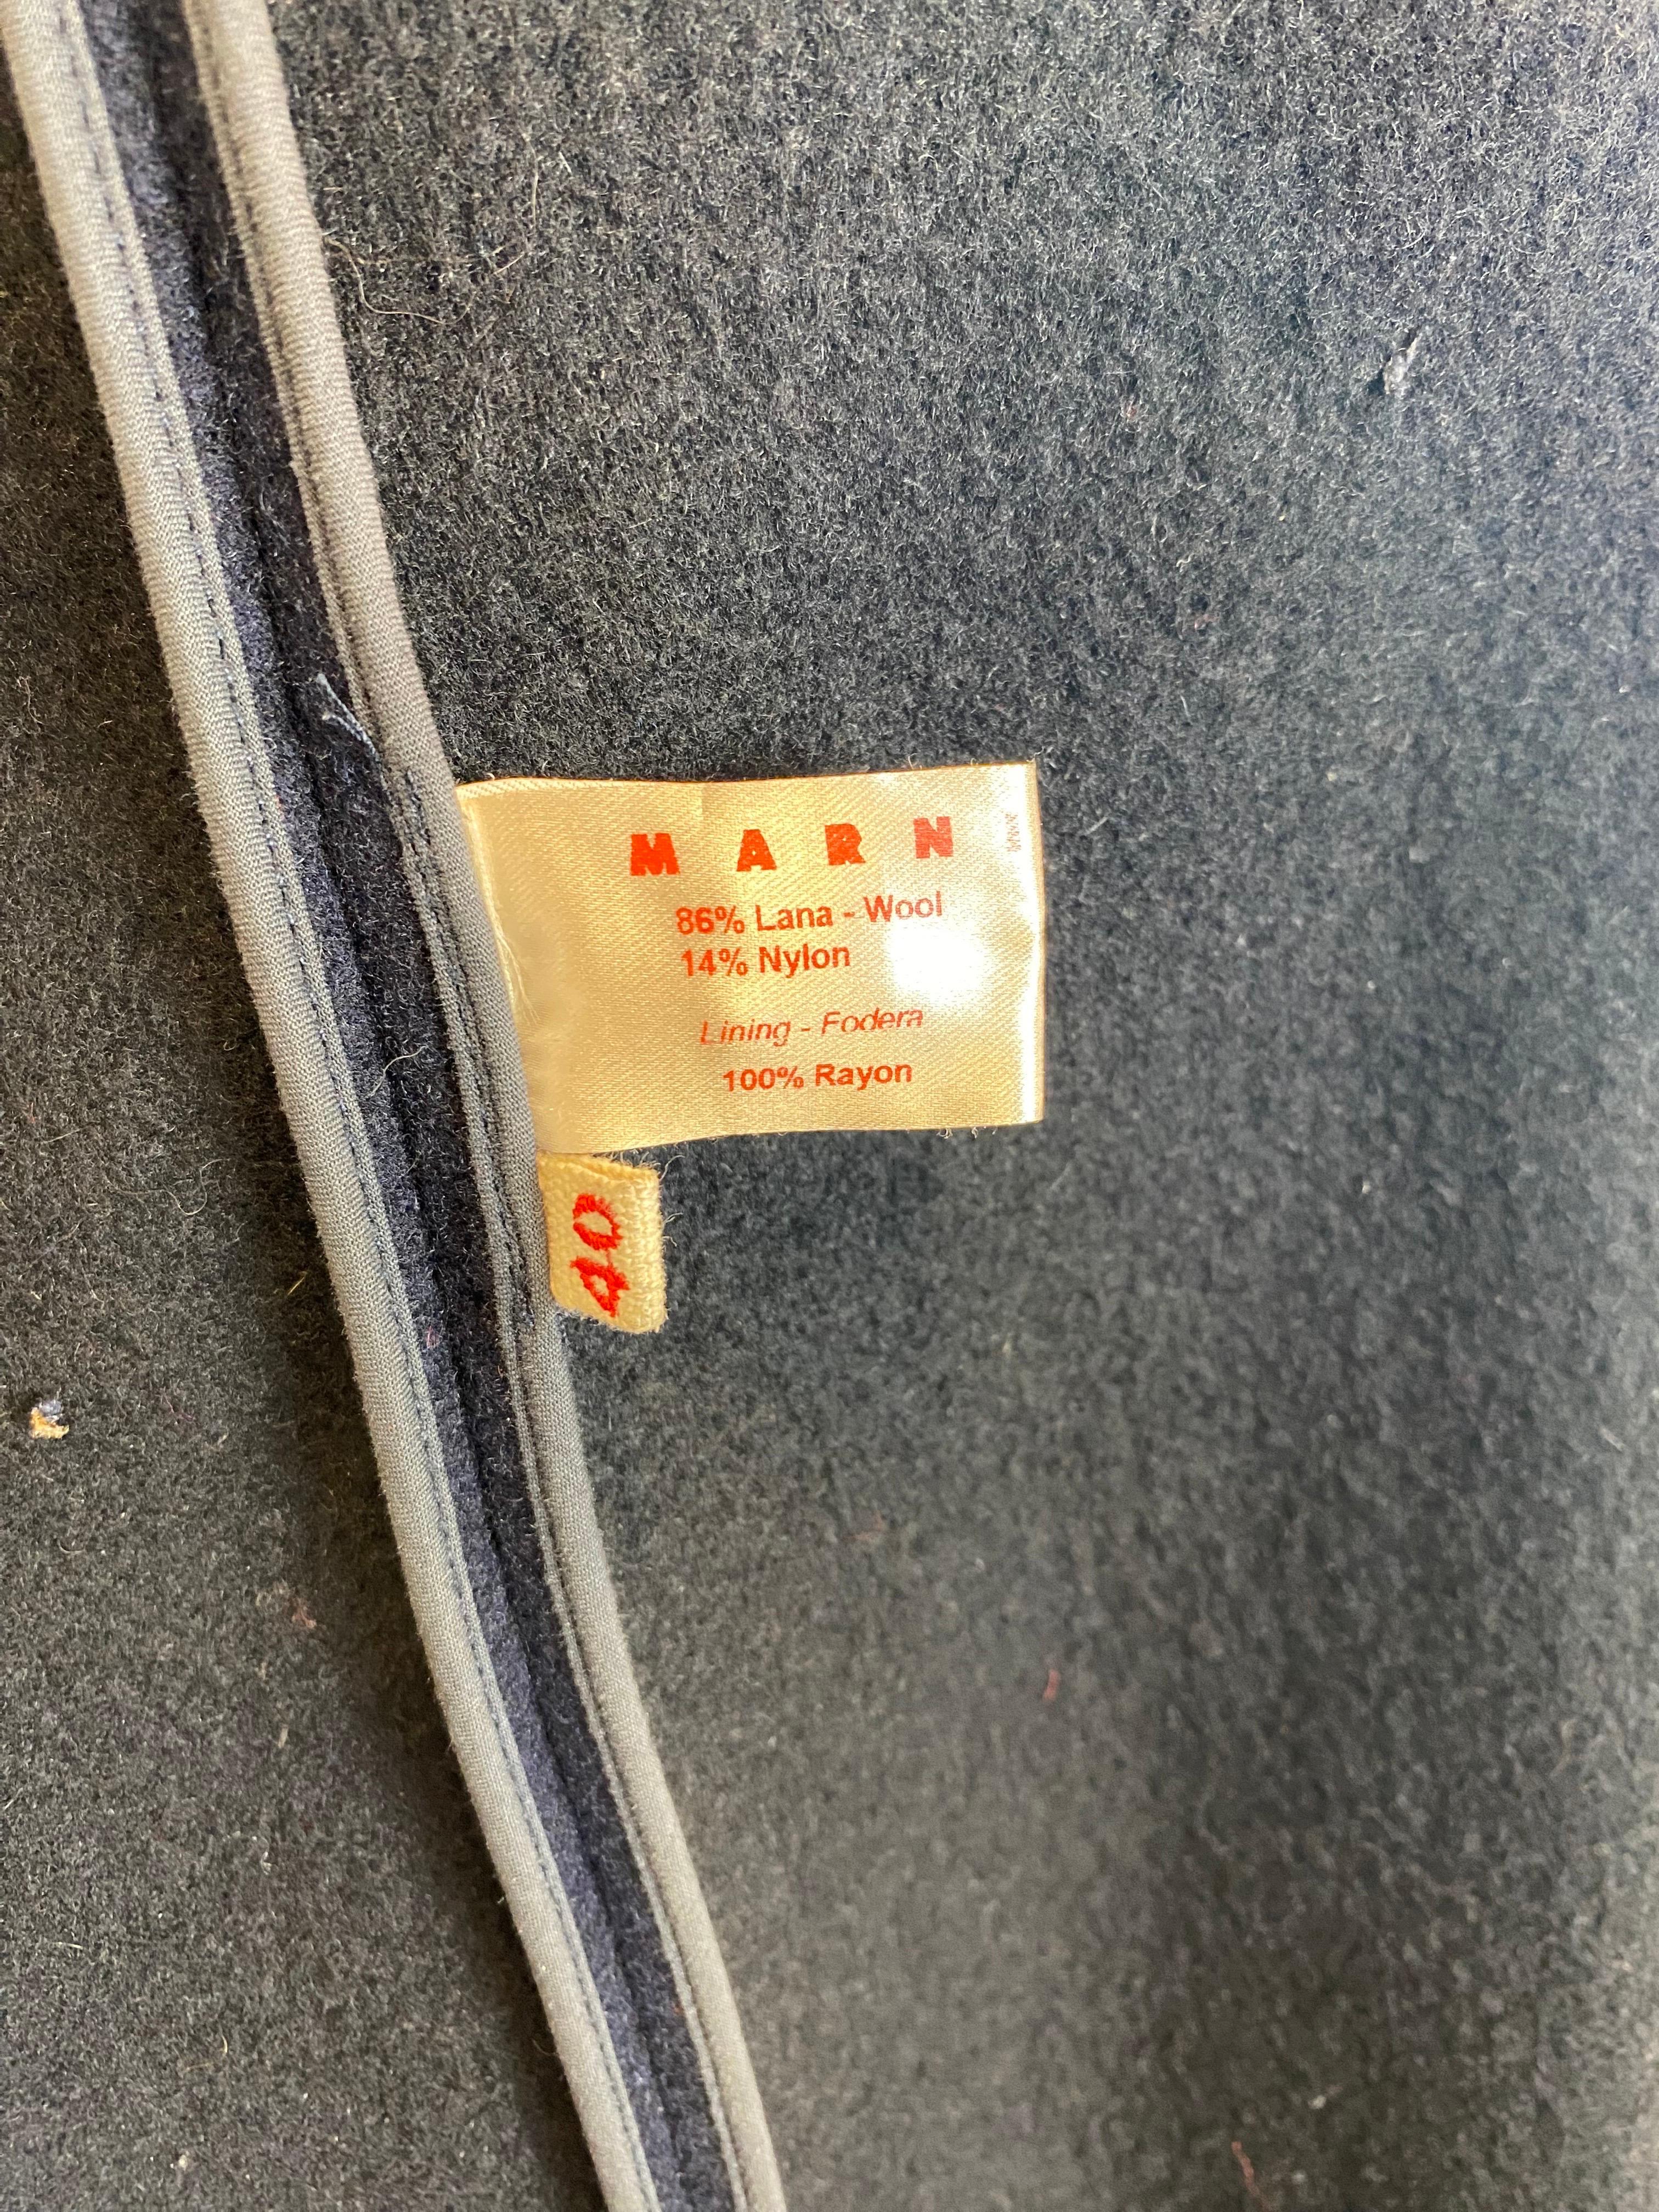 MARN
86% Lana - Wool
14% Nylon
Lining - Fodera
100% Rayon
40